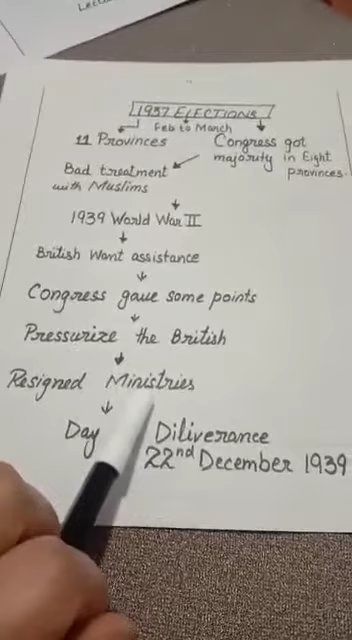 Lectu
1937 ELECTIONS
Feb to March
11 Provinces
Congress got
majority in Eight
provinces.
Bad treatment
with Muslims
1939 World War II
British Want assistance
Congress gave some points
Pressurize the British
Resigned Ministries
Day Diliverance
22nd December 1939